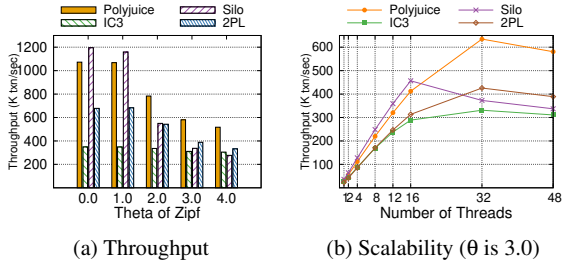 Polyjuice
Silo
IC3
2PL
Throughput (K txn/sec)
1200
1000
800
600
400
200
0.0 1.0 2.0 3.0 4.0
Theta of Zipf
(a) Throughput
Polyjuice
Silo
IC3
2PL
Throughput (K txn/sec)
600
500
400
300
200
100
1 2 4 8 12 16 32 48
Number of Threads
(b) Scalability (θ is 3.0)